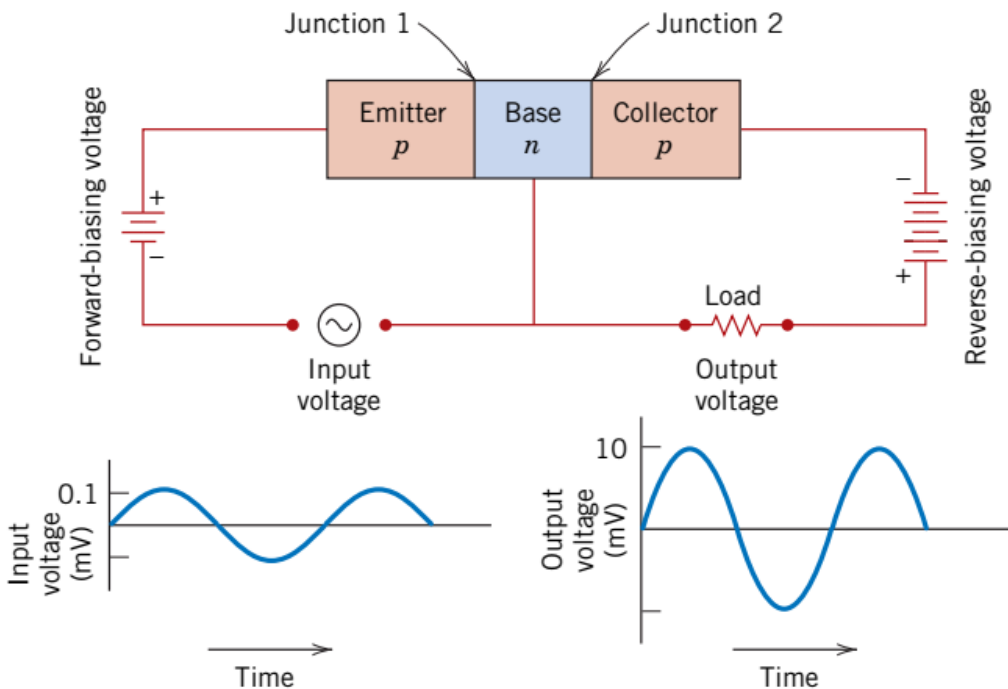 Junction 1
Junction 2
Emitter
p
Base
n
Collector
p
Forward-biasing voltage
+
−
Input
voltage
Load
Output
voltage
−
+
Reverse-biasing voltage
0.1
Input
voltage
(mV)
Time
10
Output
voltage
(mV)
Time